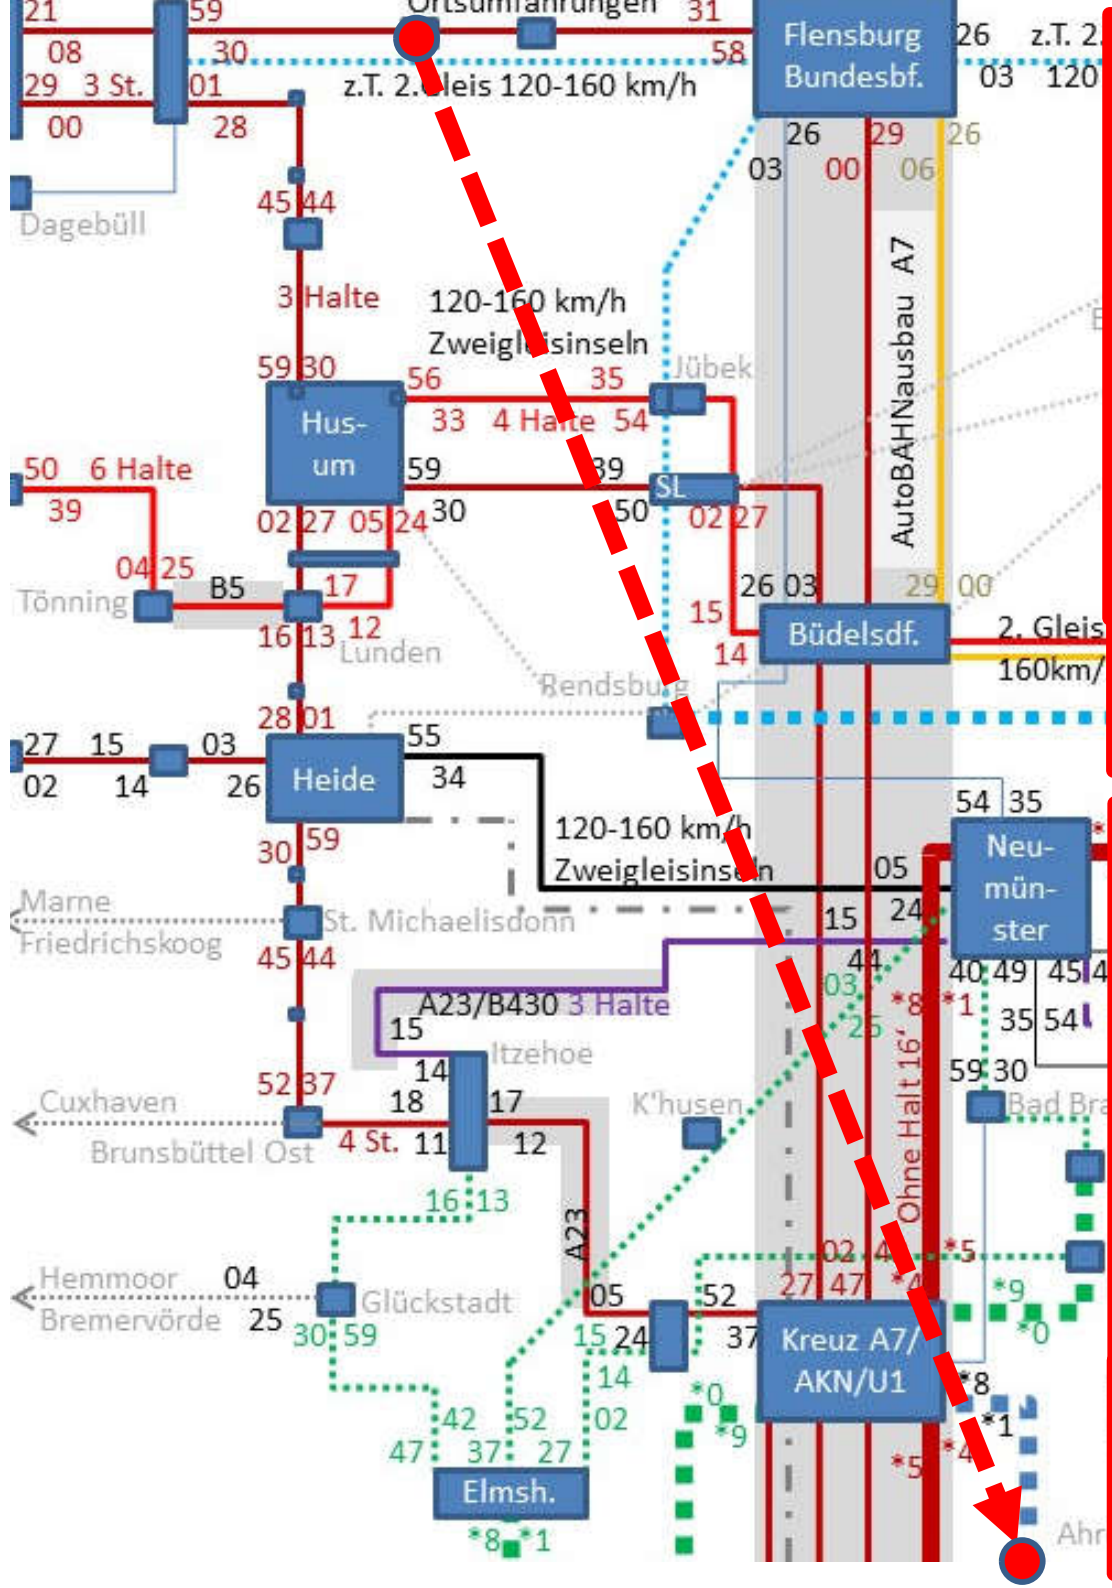 21 59 Ortsumfahrungen 31
08 30 58
Flensburg
Bundesbf.
26 z.T. 2.
03 120
29 3 St. 01 z.T. 2.Gleis 120-160 km/h
00 28
26 29 26
03 00 06
Dagebüll
45 44
3 Halte
120-160 km/h
Zweigleisinseln
AutoBAHNausbau A7
59 30
Jübek
56 35
33 4 Halte 54
Hus-
um
50 6 Halte
39
59 39
30 50
SL
02 27
02 27 05 24
04 25
B5
17
Tönning
16 13 12
Lunden
26 03 29 00
15
14
Büdelsdf.
2. Gleis
160km/
Rendsburg
28 01
27 15 03
02 14 26
Heide
55
34
54 35
120-160 km/h
Zweigleisinseln
30 59
Neu-
mün-
ster
05
24
Marne
Friedrichskoog
St. Michaelisdonn
45 44
15
44
03
25
40 49 45 4
35 54
59 30
*8 *1
A23/B430 3 Halte
15
14
Itzehoe
52 37
Cuxhaven
Brunsbüttel Ost
18 17
4 St. 11 12
K'husen
Bad Bra
Ohne Halt 16‘
16 13
A23
02 4 *5
27 47 *4
Hemmoor 04
Bremervörde 25
Glückstadt
30 59
05 52
15 24 37
14
Kreuz A7/
AKN/U1
*9
*0
*8
*1
*0
*9
42 52 02
47 37 27
*5 *4
Elmsh.
*8 *1
Ahr